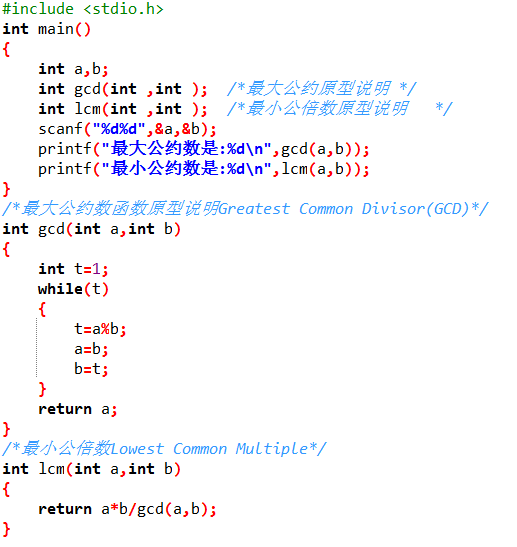 #include <stdio.h>
int main()
{
    int a,b;
    int gcd(int ,int );  /*最大公约原型说明 */
    int lcm(int ,int );  /*最小公倍数原型说明   */
    scanf("%d%d",&a,&b);
    printf("最大公约数是:%d\n",gcd(a,b));
    printf("最小公约数是:%d\n",lcm(a,b));
}
/*最大公约数函数原型说明Greatest Common Divisor(GCD)*/
int gcd(int a,int b)
{
    int t=1;
    while(t)
    {
        t=a%b;
        a=b;
        b=t;
    }
    return a;
}
/*最小公倍数Lowest Common Multiple*/
int lcm(int a,int b)
{
    return a*b/gcd(a,b);
}